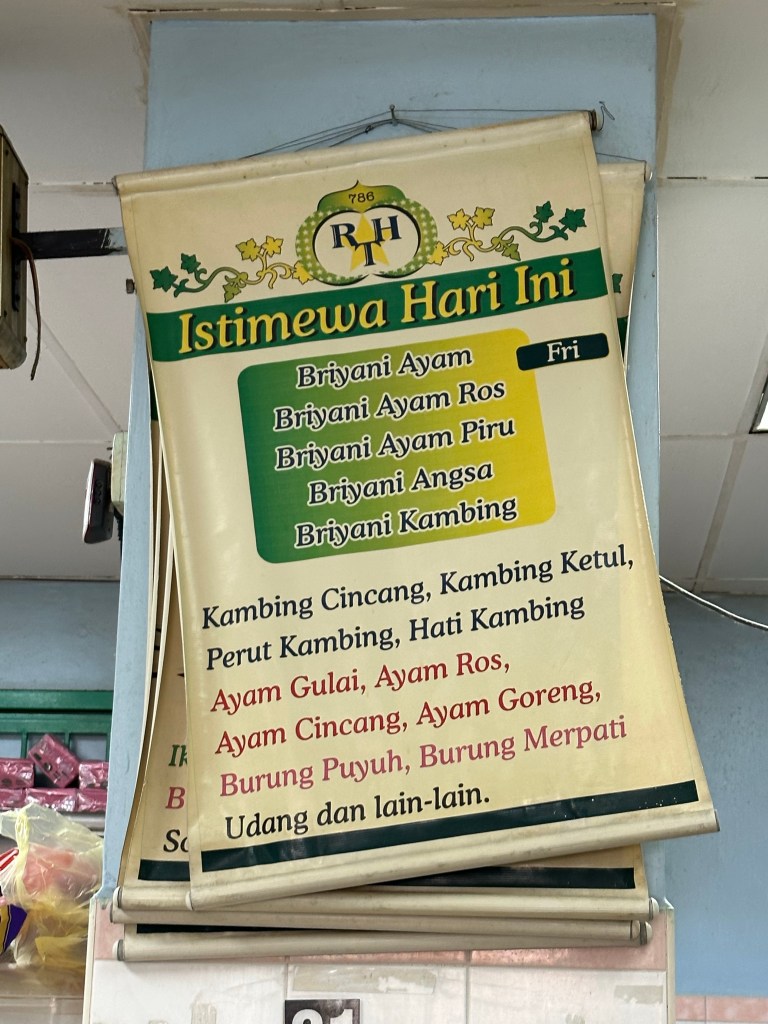 786
RTH
Istimewa Hari Ini
Fri
Briyani Ayam
Briyani Ayam Ros
Briyani Ayam Piru
Briyani Angsa
Briyani Kambing
Kambing Cincang, Kambing Ketul,
Perut Kambing, Hati Kambing
Ayam Gulai, Ayam Ros,
Ayam Cincang, Ayam Goreng,
Burung Puyuh, Burung Merpati
Udang dan lain-lain.